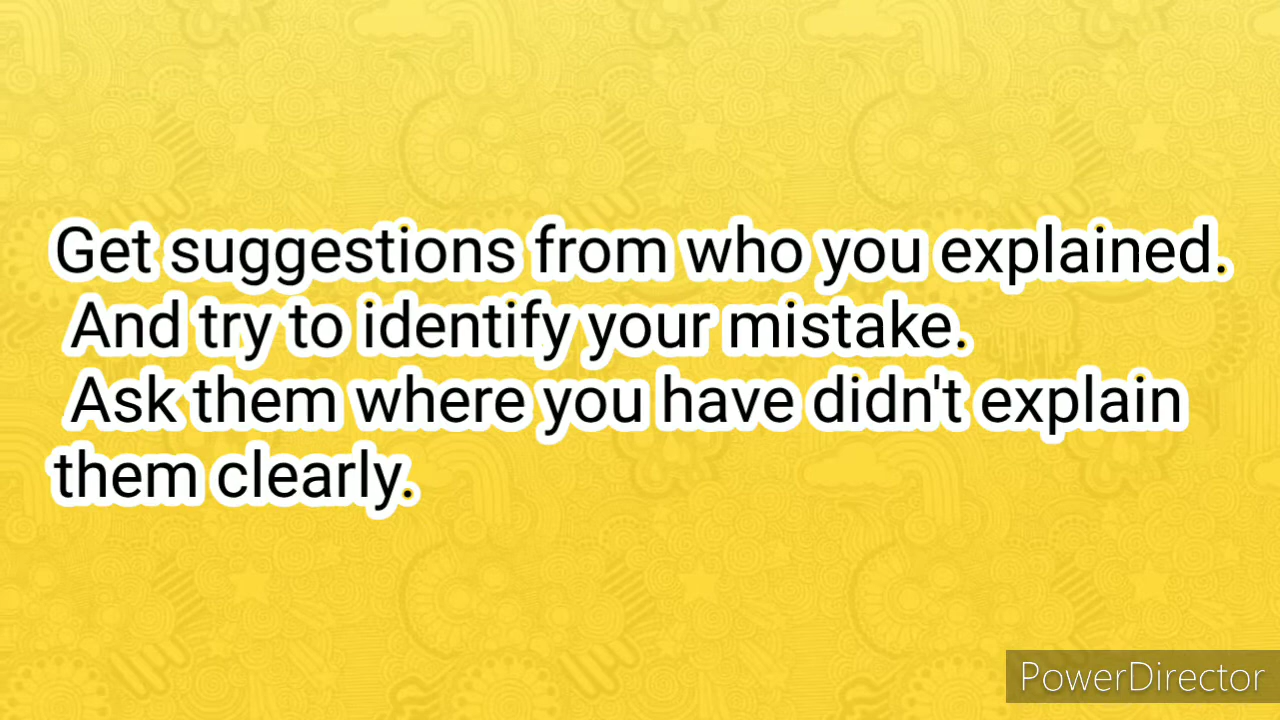 Get suggestions from who you explained.
And try to identify your mistake.
Ask them where you have didn't explain
them clearly.
PowerDirector